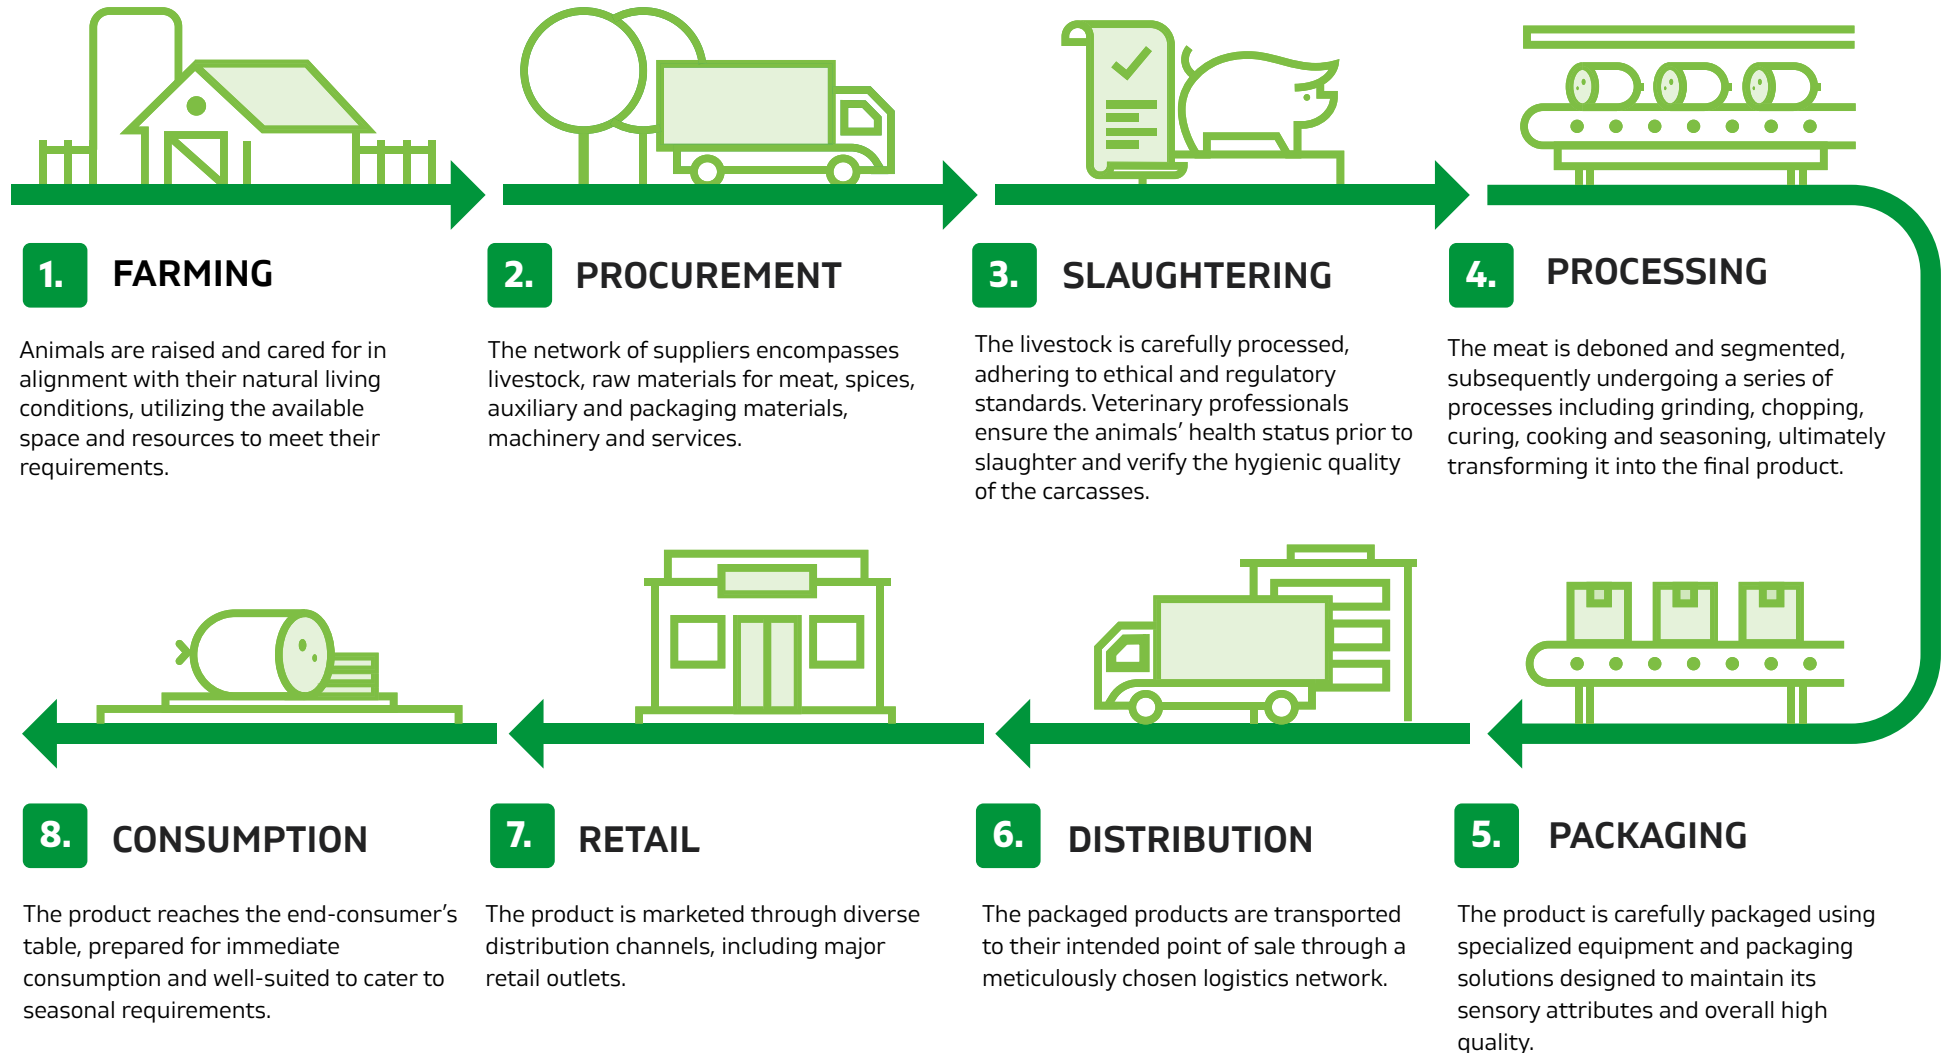 1. FARMING
Animals are raised and cared for in
alignment with their natural living
conditions, utilizing the available
space and resources to meet their
requirements.
2. PROCUREMENT
The network of suppliers encompasses
livestock, raw materials for meat, spices,
auxiliary and packaging materials,
machinery and services.
3. SLAUGHTERING
The livestock is carefully processed,
adhering to ethical and regulatory
standards. Veterinary professionals
ensure the animals’ health status prior to
slaughter and verify the hygienic quality
of the carcasses.
4. PROCESSING
The meat is deboned and segmented,
subsequently undergoing a series of
processes including grinding, chopping,
curing, cooking and seasoning, ultimately
transforming it into the final product.
5. PACKAGING
The product is carefully packaged using
specialized equipment and packaging
solutions designed to maintain its
sensory attributes and overall high
quality.
6. DISTRIBUTION
The packaged products are transported
to their intended point of sale through a
meticulously chosen logistics network.
7. RETAIL
The product is marketed through diverse
distribution channels, including major
retail outlets.
8. CONSUMPTION
The product reaches the end-consumer’s
table, prepared for immediate
consumption and well-suited to cater to
seasonal requirements.